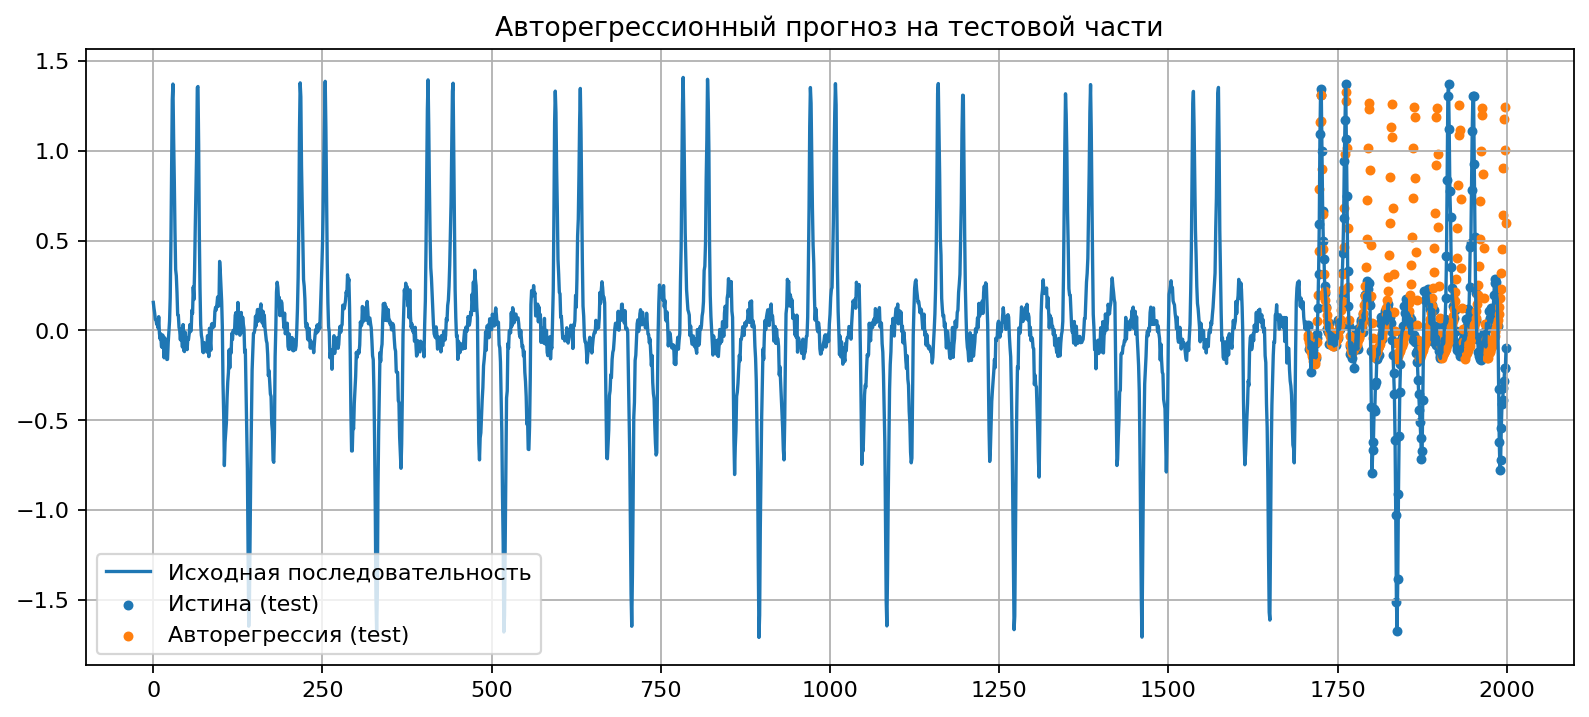 Авторегрессионный прогноз на тестовой части
1.5
1.0
0.5
0.0
−0.5
−1.0
−1.5
Исходная последовательность
Истина (test)
Авторегрессия (test)
0 250 500 750 1000 1250 1500 1750 2000